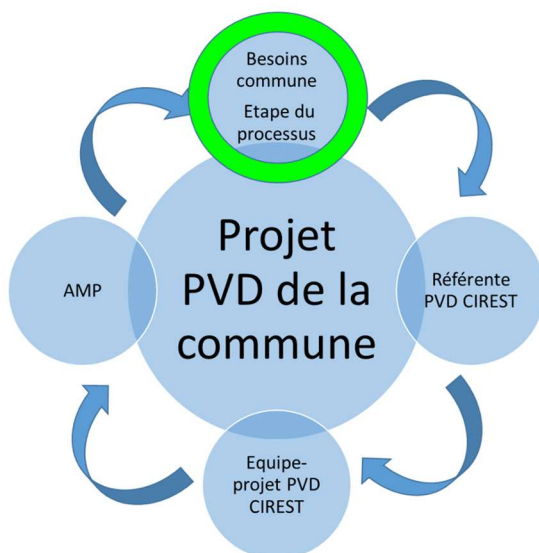 Besoins
commune
Etape du
processus
Projet
PVD de la
commune
AMP
Référente
PVD CIREST
Equipe-
projet PVD
CIREST